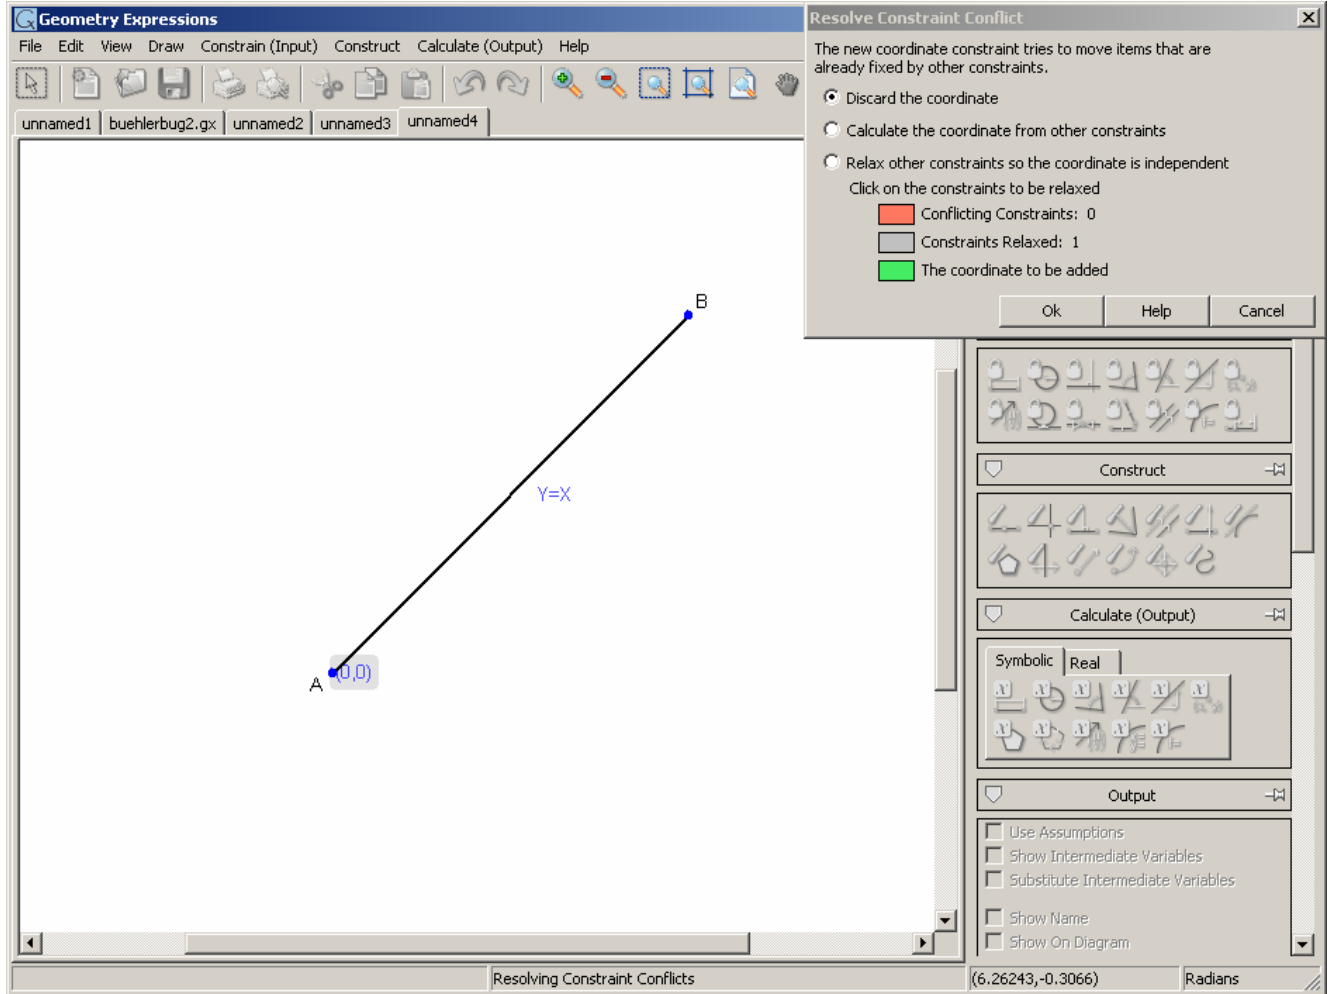 Geometry Expressions
File Edit View Draw Constrain (Input) Construct Calculate (Output) Help
unnamed1 buehlerbug2.gx unnamed2 unnamed3 unnamed4
B
Y=X
(0,0)
A
Resolve Constraint Conflict
The new coordinate constraint tries to move items that are
already fixed by other constraints.
Discard the coordinate
Calculate the coordinate from other constraints
Relax other constraints so the coordinate is independent
Click on the constraints to be relaxed
Conflicting Constraints: 0
Constraints Relaxed: 1
The coordinate to be added
Ok Help Cancel
Construct
Calculate (Output)
Symbolic Real
Output
Use Assumptions
Show Intermediate Variables
Substitute Intermediate Variables
Show Name
Show On Diagram
Resolving Constraint Conflicts (6.26243,-0.3066) Radians